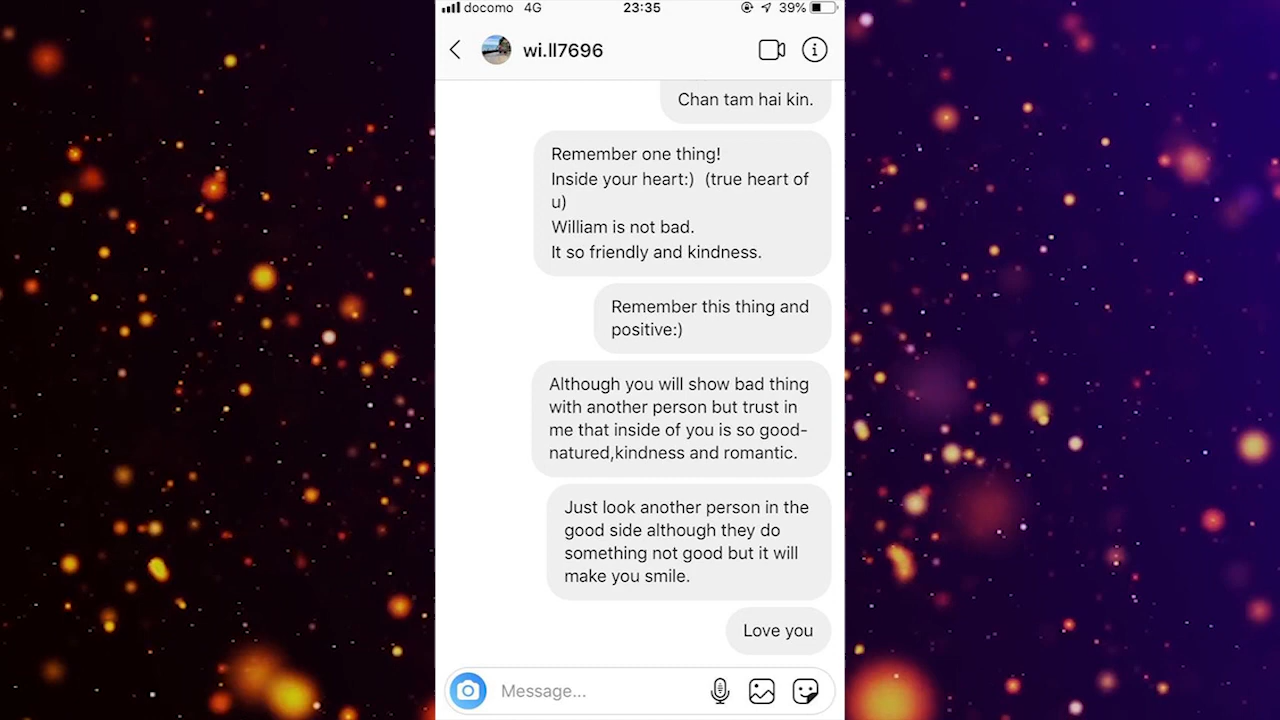 docomo 4G 23:35 39%
wi.ll7696
Chan tam hai kin.
Remember one thing!
Inside your heart:) (true heart of
u)
William is not bad.
It so friendly and kindness.
Remember this thing and
positive:)
Although you will show bad thing
with another person but trust in
me that inside of you is so good-
natured,kindness and romantic.
Just look another person in the
good side although they do
something not good but it will
make you smile.
Love you
Message...